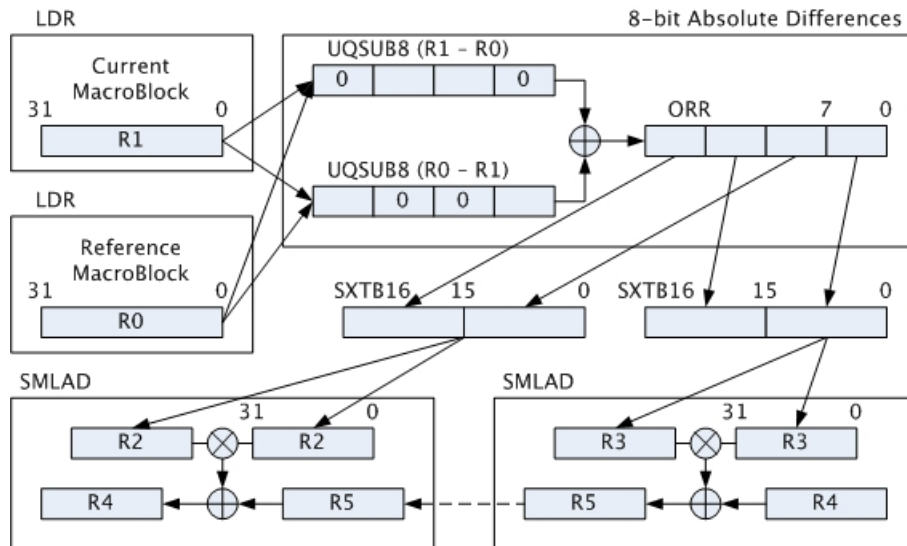 LDR
8-bit Absolute Differences
Current
MacroBlock
31 0
R1
UQSUB8 (R1 - R0)
0 0
ORR 7 0
UQSUB8 (R0 - R1)
0 0
LDR
Reference
MacroBlock
31 0
R0
SXTB16 15 0
SXTB16 15 0
SMLAD
31 0
R2 R2
R4 R5
SMLAD
31 0
R3 R3
R5 R4